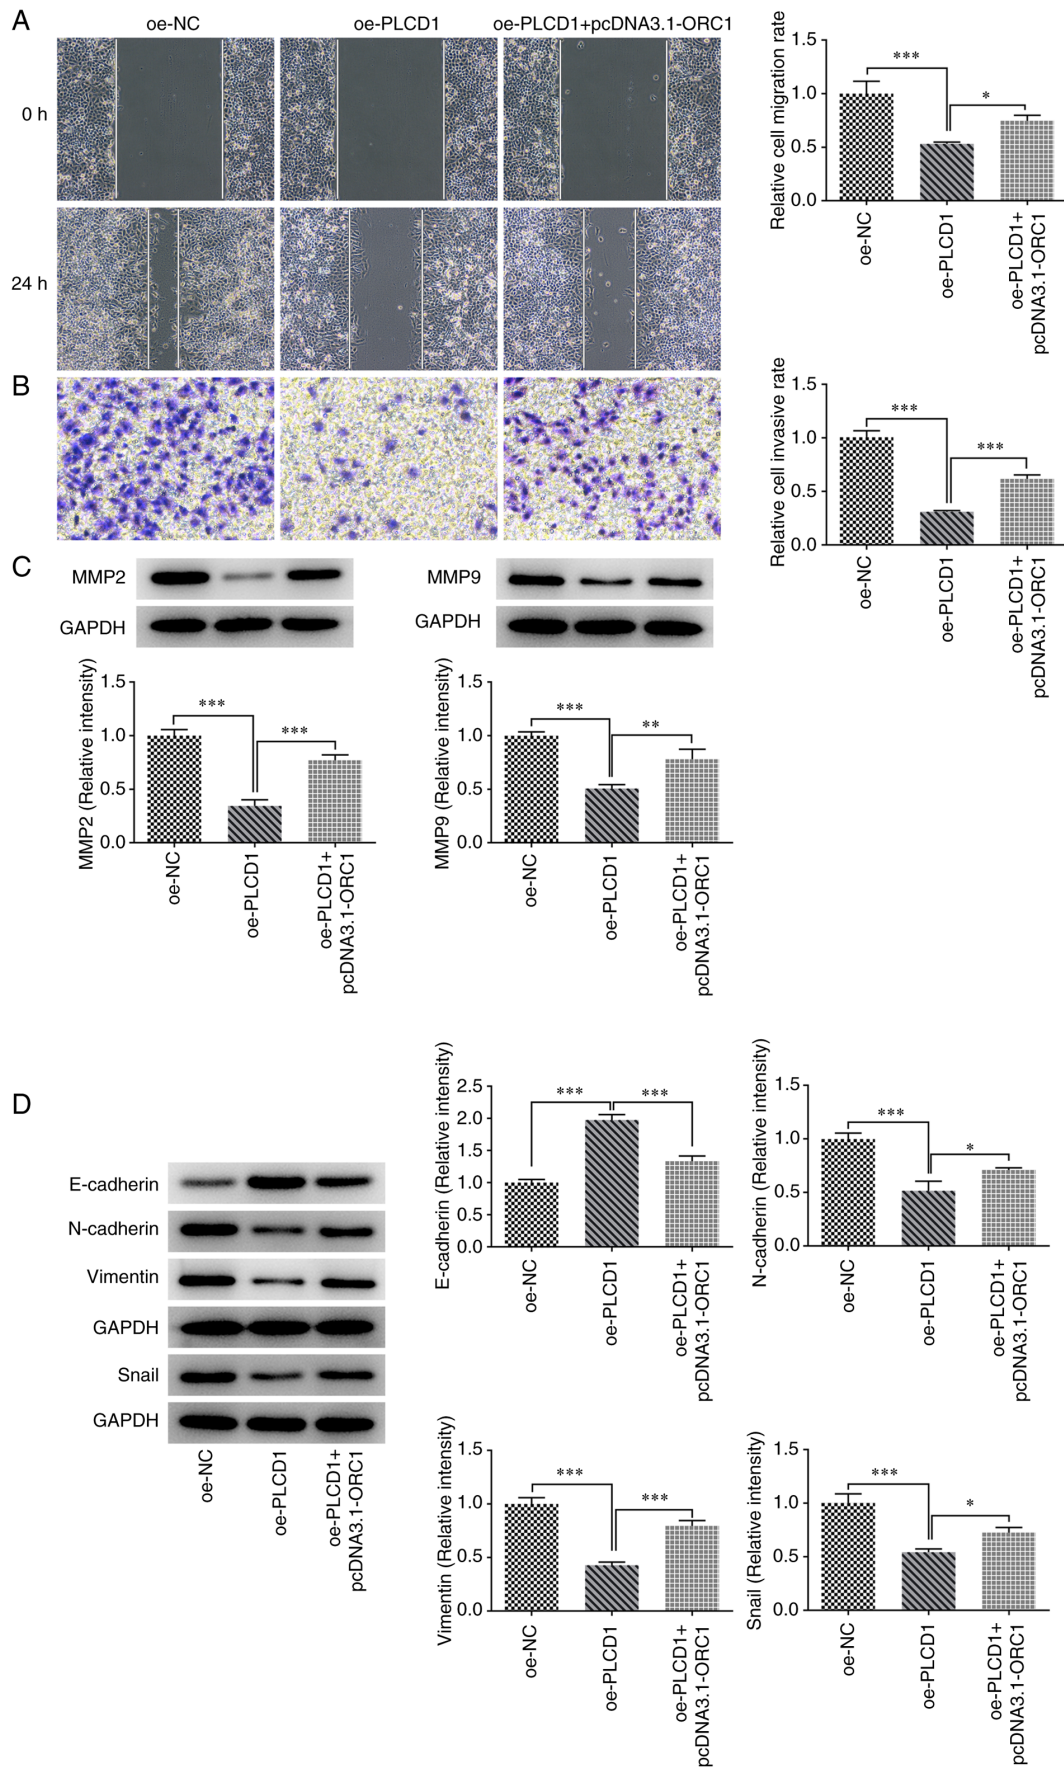 A
oe-NC
oe-PLCD1
oe-PLCD1+pcDNA3.1-ORC1
0 h
24 h
Relative cell migration rate
1.5
1.0
0.5
0.0
***
*
oe-NC
oe-PLCD1
oe-PLCD1+
pcDNA3.1-ORC1
B
Relative cell invasive rate
1.5
1.0
0.5
0.0
***
***
oe-NC
oe-PLCD1
oe-PLCD1+
pcDNA3.1-ORC1
C
MMP2
GAPDH
MMP2 (Relative intensity)
1.5
1.0
0.5
0.0
***
***
oe-NC
oe-PLCD1
oe-PLCD1+
pcDNA3.1-ORC1
MMP9
GAPDH
MMP9 (Relative intensity)
1.5
1.0
0.5
0.0
***
**
oe-NC
oe-PLCD1
oe-PLCD1+
pcDNA3.1-ORC1
D
E-cadherin
N-cadherin
Vimentin
GAPDH
Snail
GAPDH
oe-NC
oe-PLCD1
oe-PLCD1+
pcDNA3.1-ORC1
E-cadherin (Relative intensity)
2.5
2.0
1.5
1.0
0.5
0.0
***
***
oe-NC
oe-PLCD1
oe-PLCD1+
pcDNA3.1-ORC1
N-cadherin (Relative intensity)
1.5
1.0
0.5
0.0
***
*
oe-NC
oe-PLCD1
oe-PLCD1+
pcDNA3.1-ORC1
Vimentin (Relative intensity)
1.5
1.0
0.5
0.0
***
***
oe-NC
oe-PLCD1
oe-PLCD1+
pcDNA3.1-ORC1
Snail (Relative intensity)
1.5
1.0
0.5
0.0
***
*
oe-NC
oe-PLCD1
oe-PLCD1+
pcDNA3.1-ORC1